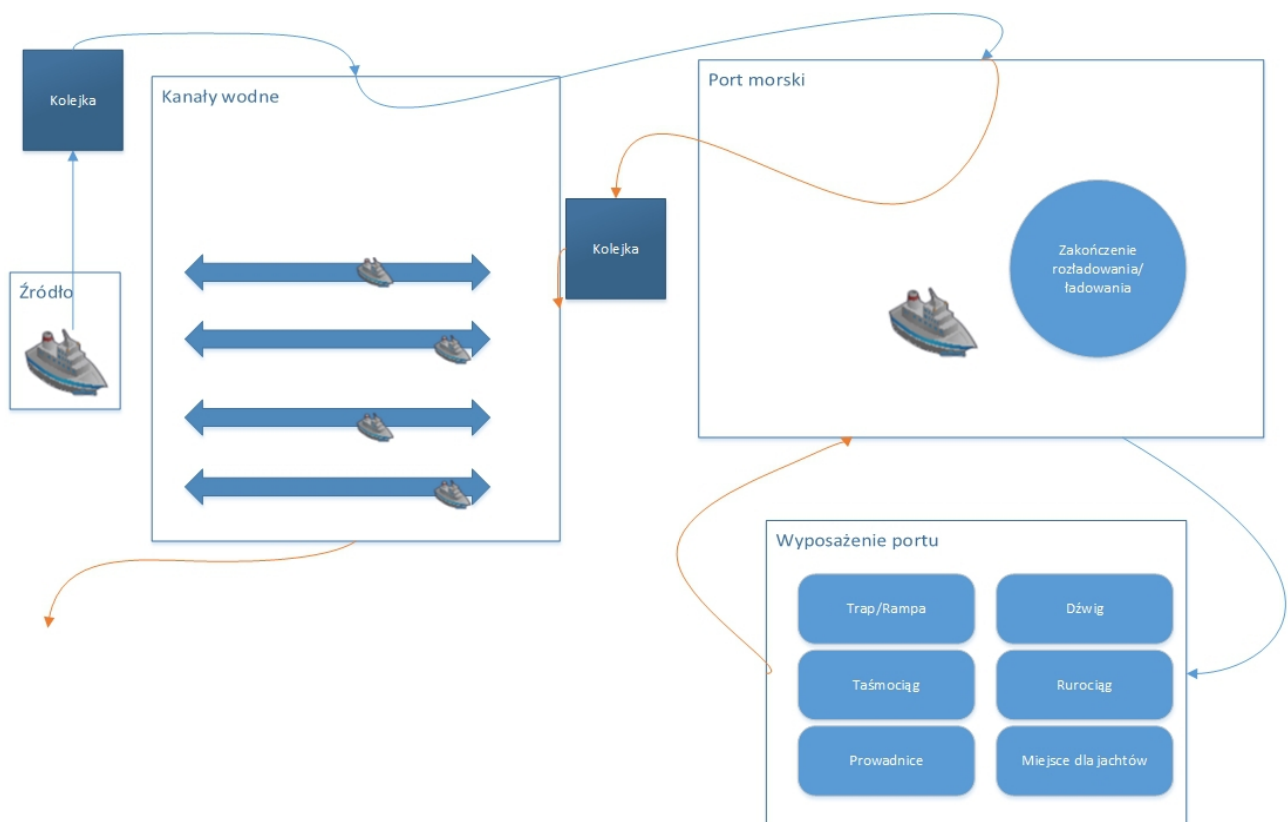 Kolejka
Kanały wodne
Port morski
Kolejka
Zakończenie
rozładowania/
ładowania
Źródło
Wyposażenie portu
Trap/Rampa
Dźwig
Taśmociąg
Rurociąg
Prowadnice
Miejsce dla jachtów